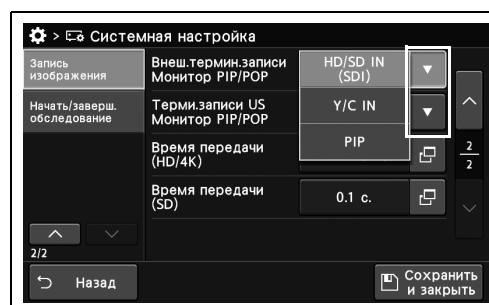 > Системная настройка
Запись
изображения
Начать/заверш.
обследование
2/2
Внеш.термин.записи
Монитор PIP/POP
HD/SD IN
(SDI)
Терми.записи US
Монитор PIP/POP
Y/C IN
PIP
Время передачи
(HD/4K)
Время передачи
(SD)
0.1 с.
2
2
Назад
Сохранить
и закрыть